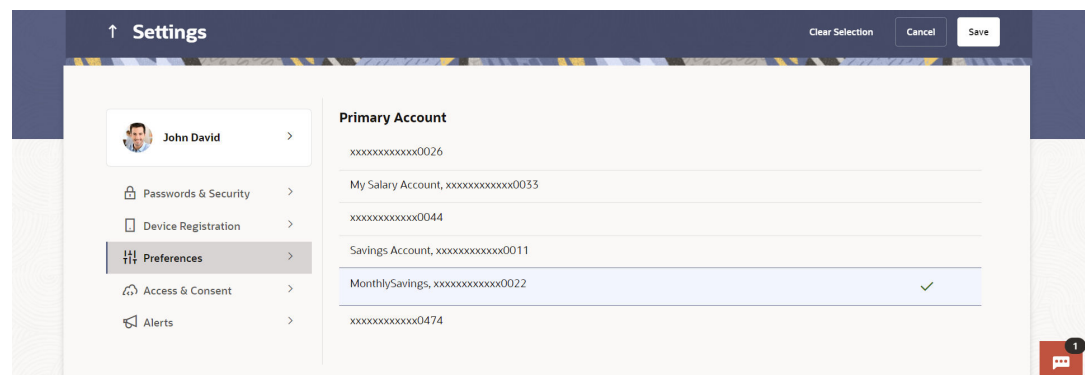 Settings
Clear Selection
Cancel
Save
John David
Passwords & Security
Device Registration
Preferences
Access & Consent
Alerts
Primary Account
xxxxxxxxxxxx0026
My Salary Account, xxxxxxxxxxxx0033
xxxxxxxxxxxx0044
Savings Account, xxxxxxxxxxxx0011
MonthlySavings, xxxxxxxxxxxx0022
xxxxxxxxxxxx0474
1